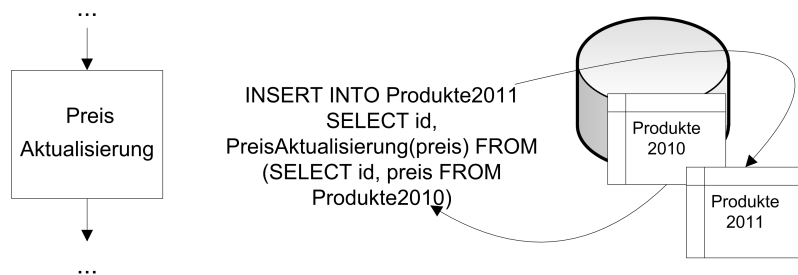 ...
Preis
Aktualisierung
...
INSERT INTO Produkte2011
SELECT id,
PreisAktualisierung(preis) FROM
(SELECT id, preis FROM
Produkte2010)
Produkte
2010
Produkte
2011